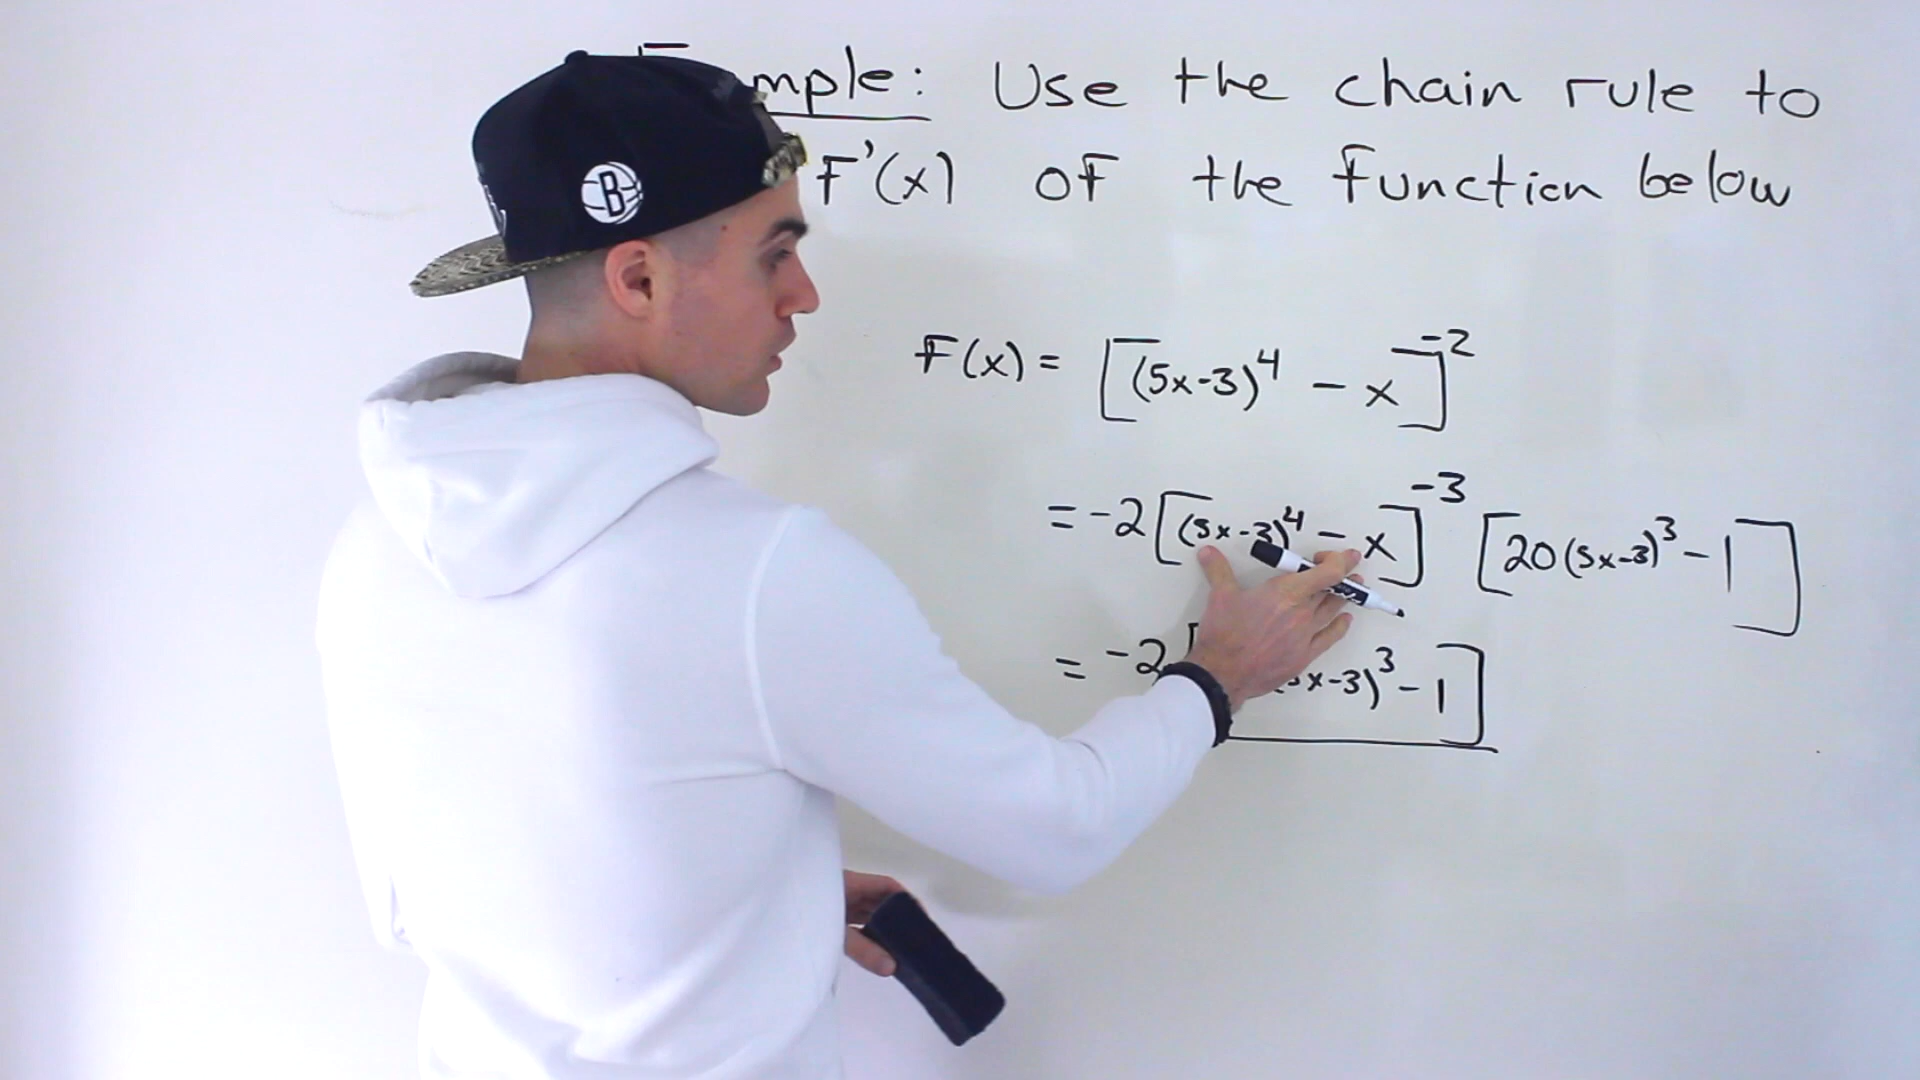 mple: Use the chain rule to
F'(x) of the function below
F(x) = [(5x-3)^4 - x]^-2
= -2[(5x-3)^4 - x]^-3 [20(5x-3)^3 - 1]
= -2[ x-3)^3 - 1]
B